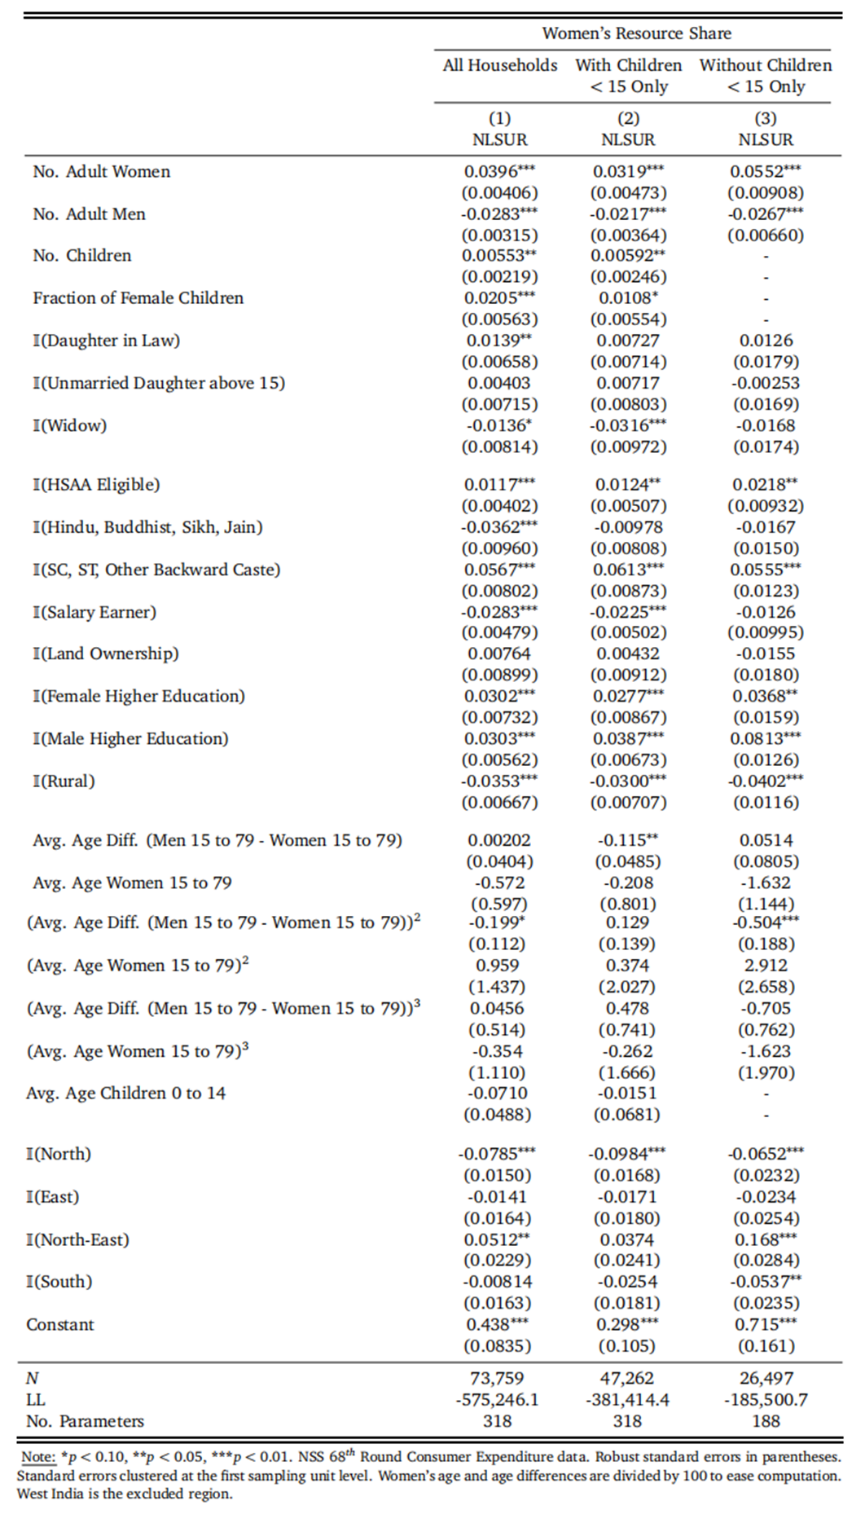 Women's Resource Share
All Households With Children Without Children
< 15 Only < 15 Only
(1) (2) (3)
NLSUR NLSUR NLSUR
No. Adult Women 0.0396*** 0.0319*** 0.0552***
(0.00406) (0.00473) (0.00908)
No. Adult Men -0.0283*** -0.0217*** -0.0267***
(0.00315) (0.00364) (0.00660)
No. Children 0.00553** 0.00592** -
(0.00219) (0.00246) -
Fraction of Female Children 0.0205*** 0.0108* -
(0.00563) (0.00554) -
𝕀(Daughter in Law) 0.0139** 0.00727 0.0126
(0.00658) (0.00714) (0.0179)
𝕀(Unmarried Daughter above 15) 0.00403 0.00717 -0.00253
(0.00715) (0.00803) (0.0169)
𝕀(Widow) -0.0136* -0.0316*** -0.0168
(0.00814) (0.00972) (0.0174)
𝕀(HSAA Eligible) 0.0117*** 0.0124** 0.0218**
(0.00402) (0.00507) (0.00932)
𝕀(Hindu, Buddhist, Sikh, Jain) -0.0362*** -0.00978 -0.0167
(0.00960) (0.00808) (0.0150)
𝕀(SC, ST, Other Backward Caste) 0.0567*** 0.0613*** 0.0555***
(0.00802) (0.00873) (0.0123)
𝕀(Salary Earner) -0.0283*** -0.0225*** -0.0126
(0.00479) (0.00502) (0.00995)
𝕀(Land Ownership) 0.00764 0.00432 -0.0155
(0.00899) (0.00912) (0.0180)
𝕀(Female Higher Education) 0.0302*** 0.0277*** 0.0368**
(0.00732) (0.00867) (0.0159)
𝕀(Male Higher Education) 0.0303*** 0.0387*** 0.0813***
(0.00562) (0.00673) (0.0126)
𝕀(Rural) -0.0353*** -0.0300*** -0.0402***
(0.00667) (0.00707) (0.0116)
Avg. Age Diff. (Men 15 to 79 - Women 15 to 79) 0.00202 -0.115** 0.0514
(0.0404) (0.0485) (0.0805)
Avg. Age Women 15 to 79 -0.572 -0.208 -1.632
(0.597) (0.801) (1.144)
(Avg. Age Diff. (Men 15 to 79 - Women 15 to 79))² -0.199* 0.129 -0.504***
(0.112) (0.139) (0.188)
(Avg. Age Women 15 to 79)² 0.959 0.374 2.912
(1.437) (2.027) (2.658)
(Avg. Age Diff. (Men 15 to 79 - Women 15 to 79))³ 0.0456 0.478 -0.705
(0.514) (0.741) (0.762)
(Avg. Age Women 15 to 79)³ -0.354 -0.262 -1.623
(1.110) (1.666) (1.970)
Avg. Age Children 0 to 14 -0.0710 -0.0151 -
(0.0488) (0.0681) -
𝕀(North) -0.0785*** -0.0984*** -0.0652***
(0.0150) (0.0168) (0.0232)
𝕀(East) -0.0141 -0.0171 -0.0234
(0.0164) (0.0180) (0.0254)
𝕀(North-East) 0.0512** 0.0374 0.168***
(0.0229) (0.0241) (0.0284)
𝕀(South) -0.00814 -0.0254 -0.0537**
(0.0163) (0.0181) (0.0235)
Constant 0.438*** 0.298*** 0.715***
(0.0835) (0.105) (0.161)
N 73,759 47,262 26,497
LL -575,246.1 -381,414.4 -185,500.7
No. Parameters 318 318 188
Note: *p < 0.10, **p < 0.05, ***p < 0.01. NSS 68th Round Consumer Expenditure data. Robust standard errors in parentheses.
Standard errors clustered at the first sampling unit level. Women's age and age differences are divided by 100 to ease computation.
West India is the excluded region.